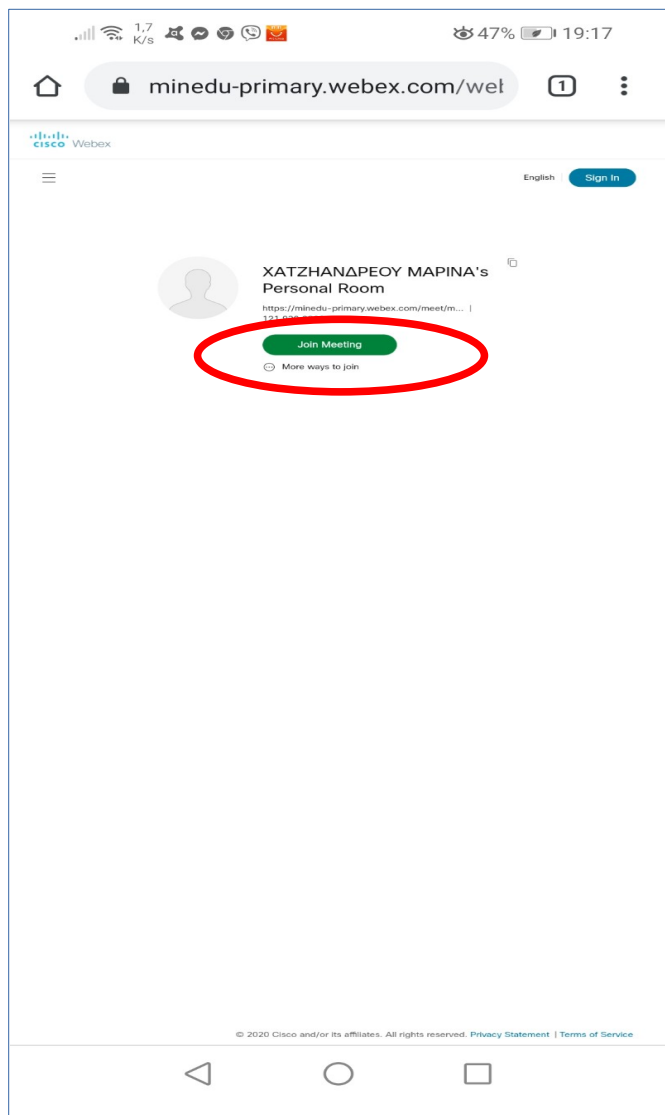 1,7
K/s
47%
19:17
minedu-primary.webex.com/wel
1
cisco Webex
English
Sign In
ΧΑΤΖΗΑΝΔΡΕΟΥ ΜΑΡΙΝΑ's
Personal Room
https://minedu-primary.webex.com/meet/m... |
Join Meeting
More ways to join
© 2020 Cisco and/or its affiliates. All rights reserved. Privacy Statement | Terms of Service